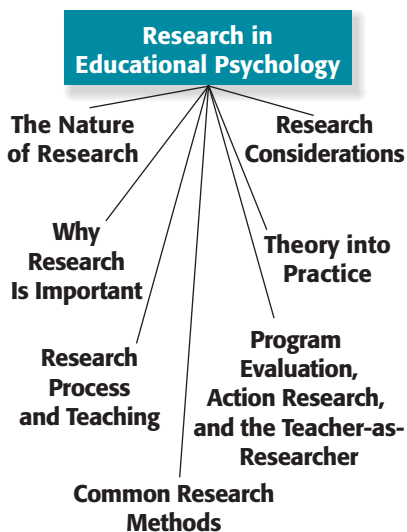 Research in
Educational Psychology
The Nature
of Research
Research
Considerations
Why
Research
Is Important
Theory into
Practice
Research
Process
and Teaching
Program
Evaluation,
Action Research,
and the Teacher-as-
Researcher
Common Research
Methods